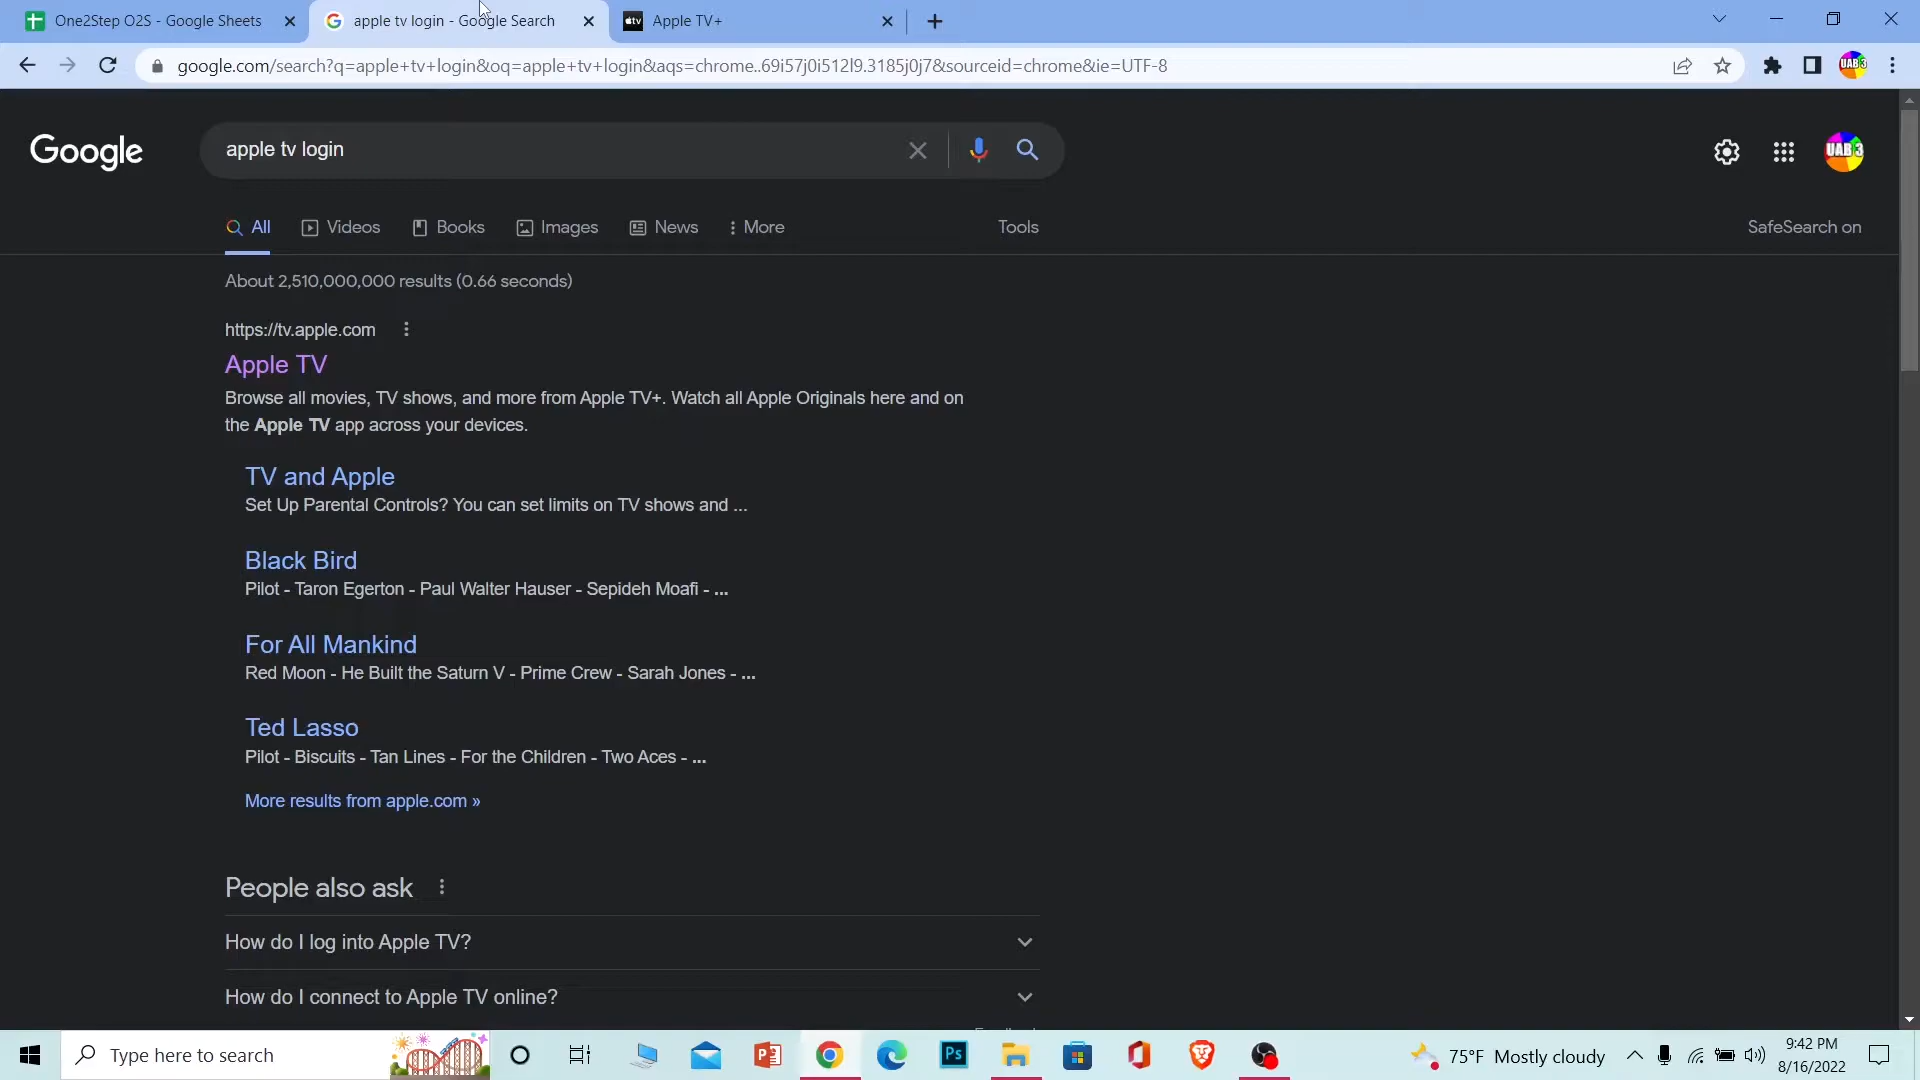 One2Step O2S - Google Sheets
apple tv login - Google Search
Apple TV+
google.com/search?q=apple+tv+login&oq=apple+tv+login&aqs=chrome..69i57j0i512l9.3185j0j7&sourceid=chrome&ie=UTF-8
UAB 3
Google
apple tv login
UAB 3
All
Videos
Books
Images
News
More
Tools
SafeSearch on
About 2,510,000,000 results (0.66 seconds)
https://tv.apple.com
Apple TV
Browse all movies, TV shows, and more from Apple TV+. Watch all Apple Originals here and on
the Apple TV app across your devices.
TV and Apple
Set Up Parental Controls? You can set limits on TV shows and ...
Black Bird
Pilot - Taron Egerton - Paul Walter Hauser - Sepideh Moafi - ...
For All Mankind
Red Moon - He Built the Saturn V - Prime Crew - Sarah Jones - ...
Ted Lasso
Pilot - Biscuits - Tan Lines - For the Children - Two Aces - ...
More results from apple.com »
People also ask
How do I log into Apple TV?
How do I connect to Apple TV online?
Type here to search
Ps
75°F Mostly cloudy
9:42 PM
8/16/2022